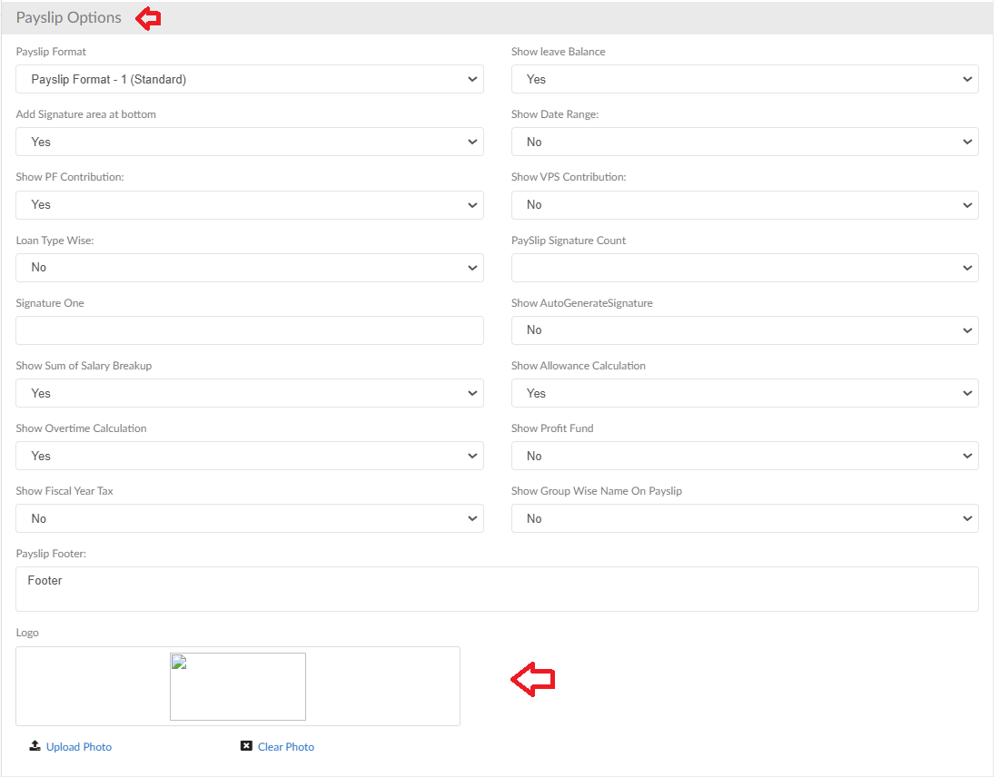 Payslip Options
Payslip Format
Show leave Balance
Payslip Format - 1 (Standard)
Yes
Add Signature area at bottom
Show Date Range:
Yes
No
Show PF Contribution:
Show VPS Contribution:
Yes
No
Loan Type Wise:
PaySlip Signature Count
No
Signature One
Show AutoGenerateSignature
No
Show Sum of Salary Breakup
Show Allowance Calculation
Yes
Yes
Show Overtime Calculation
Show Profit Fund
Yes
No
Show Fiscal Year Tax
Show Group Wise Name On Payslip
No
No
Payslip Footer:
Footer
Logo
Upload Photo
Clear Photo